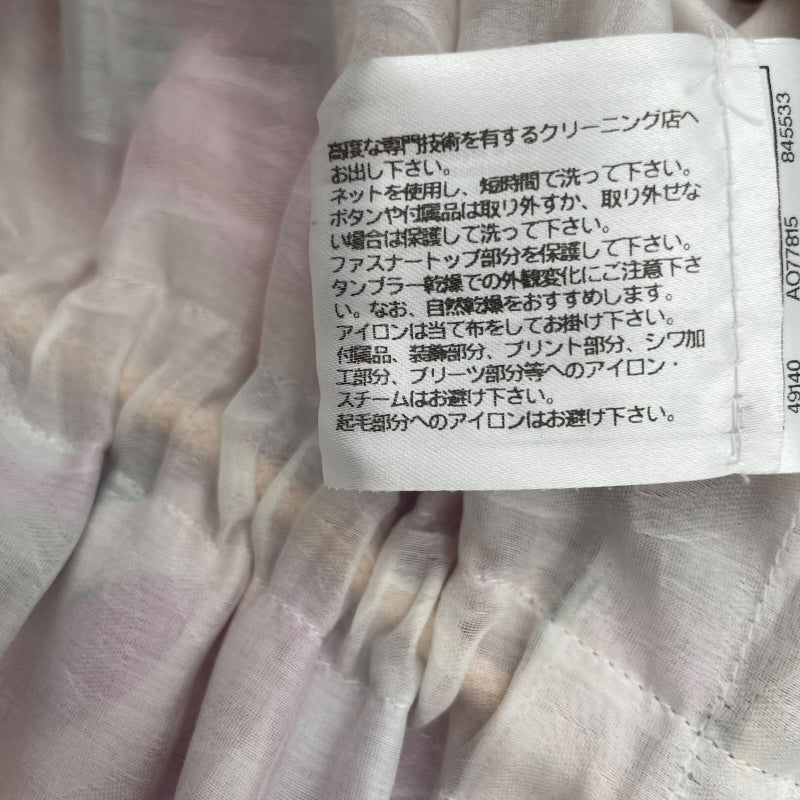 高度な専門技術を有するクリーニング店へ
お出し下さい。
ネットを使用し、短時間で洗って下さい。
ボタンや付属品は取り外すか、取り外せな
い場合は保護して洗って下さい。
ファスナートップ部分を保護して下さい。
タンブラー乾燥での外観変化にご注意下さ
い。なお、自然乾燥をおすすめします。
アイロンは当て布をしてお掛け下さい。
付属品、装飾部分、プリント部分、シワ加
工部分、プリーツ部分等へのアイロン・
スチームはお避け下さい。
起毛部分へのアイロンはお避け下さい。
49140 AO77815 845533